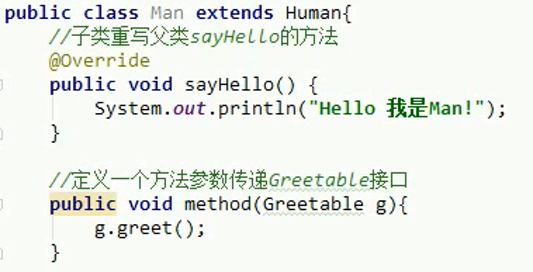 public class Man extends Human{
//子类重写父类sayHello的方法
@Override
public void sayHello() {
System.out.println("Hello 我是Man!");
}
//定义一个方法参数传递Greetable接口
public void method(Greetable g){
g.greet();
}